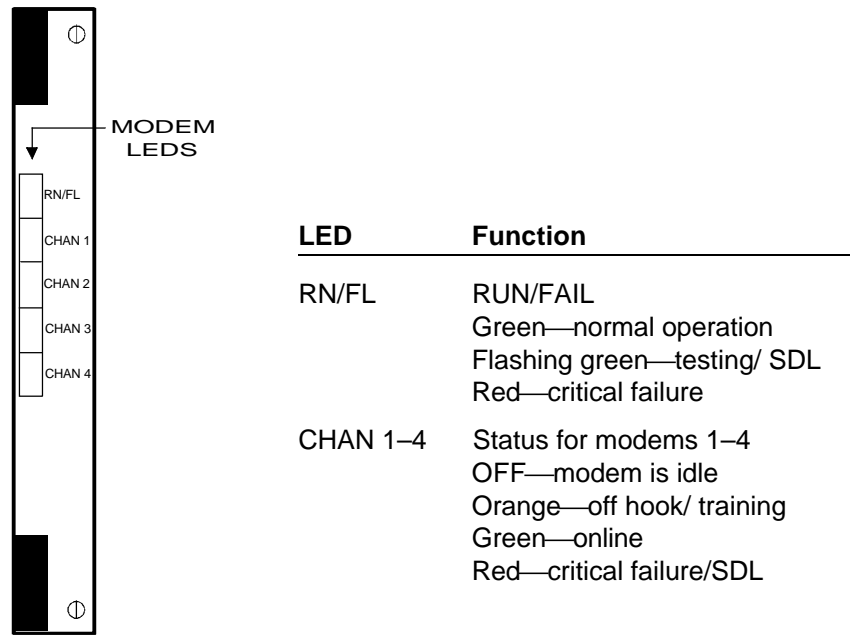 MODEM
LEDS
RN/FL
CHAN 1
CHAN 2
CHAN 3
CHAN 4
LED Function
RN/FL RUN/FAIL
Green—normal operation
Flashing green—testing/ SDL
Red—critical failure
CHAN 1–4 Status for modems 1–4
OFF—modem is idle
Orange—off hook/ training
Green—online
Red—critical failure/SDL